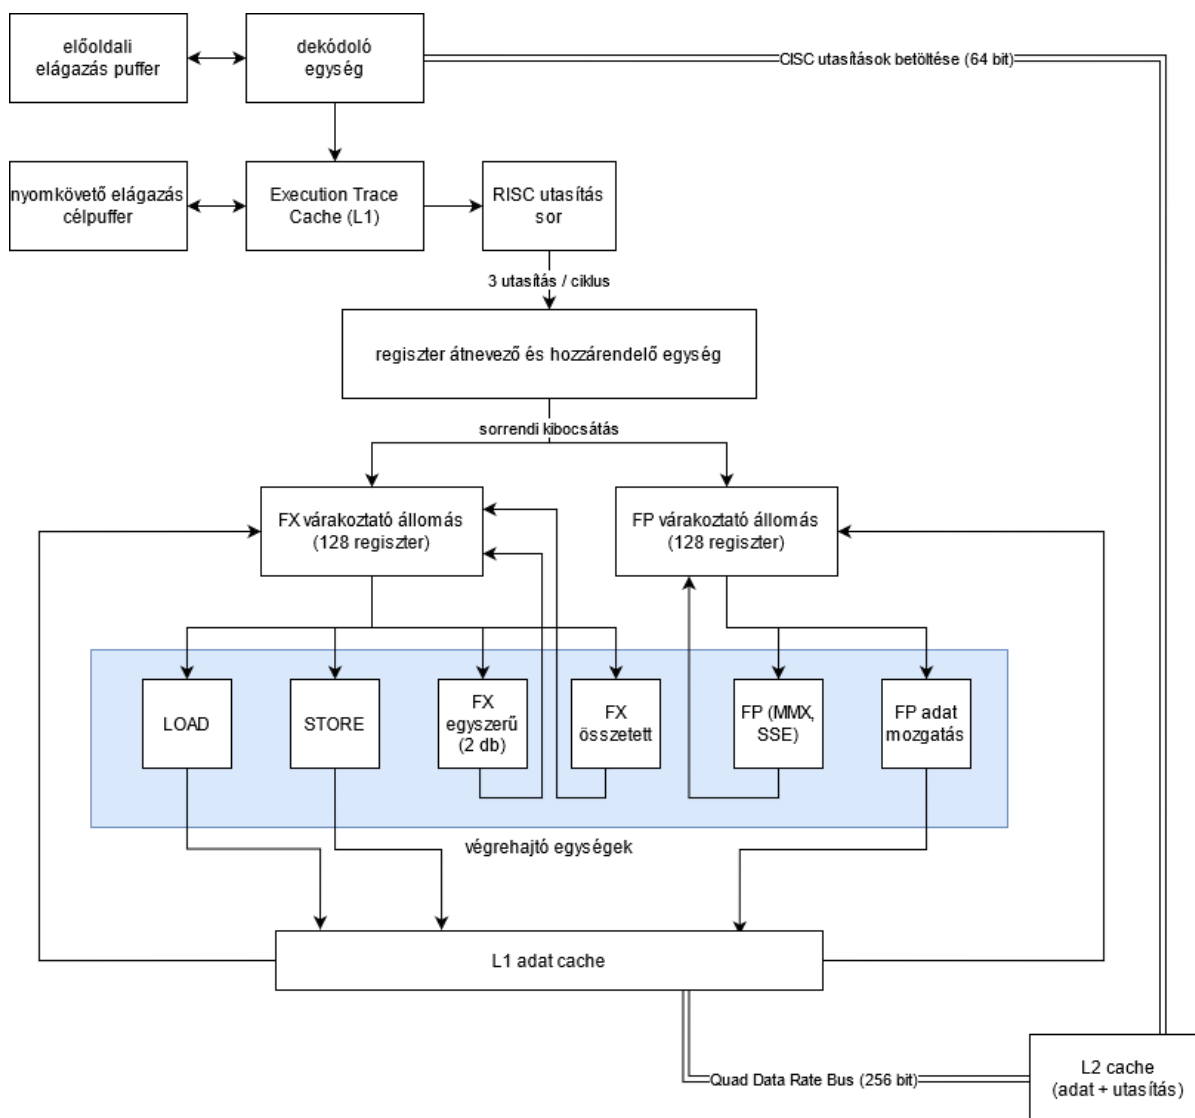 előoldali
elágazás puffer
dekódoló
egység
CISC utasítások betöltése (64 bit)
nyomkövető elágazás
célpuffer
Execution Trace
Cache (L1)
RISC utasítás
sor
3 utasítás / ciklus
regiszter átnevező és hozzárendelő egység
sorrendi kibocsátás
FX várakoztató állomás
(128 regiszter)
FP várakoztató állomás
(128 regiszter)
LOAD
STORE
FX
egyszerű
(2 db)
FX
összetett
FP (MMX,
SSE)
FP adat
mozgatás
végrehajtó egységek
L1 adat cache
Quad Data Rate Bus (256 bit)
L2 cache
(adat + utasítás)